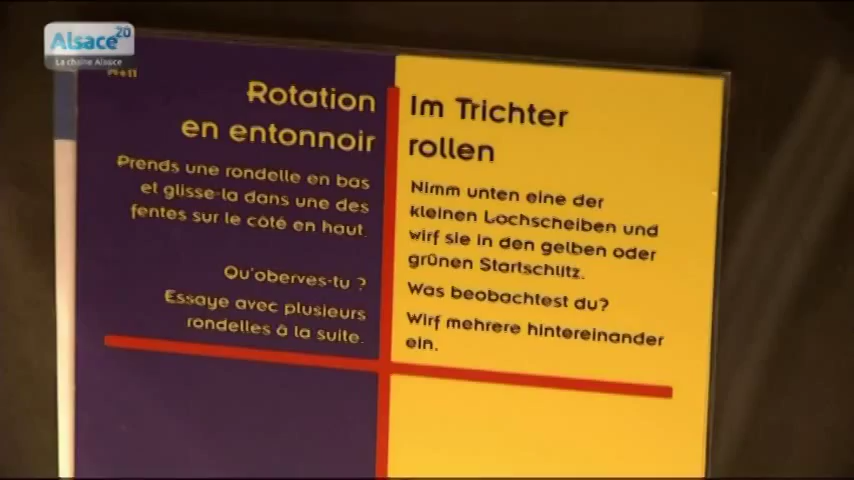 Alsace20
La chaîne Alsace
Rotation
en entonnoir
Prends une rondelle en bas
et glisse-la dans une des
fentes sur le côté en haut.
Qu'oberves-tu ?
Essaye avec plusieurs
rondelles à la suite.
Im Trichter
rollen
Nimm unten eine der
kleinen Lochscheiben und
wirf sie in den gelben oder
grünen Startschlitz.
Was beobachtest du?
Wirf mehrere hintereinander
ein.